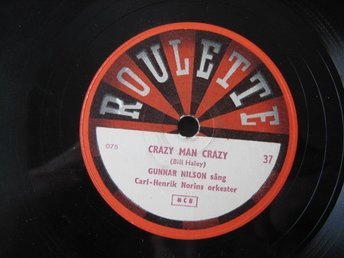 ROULETTE
CRAZY MAN CRAZY
078 (Bill Haley) 37
GUNNAR NILSON sång
Carl-Henrik Norins orkester
NCB